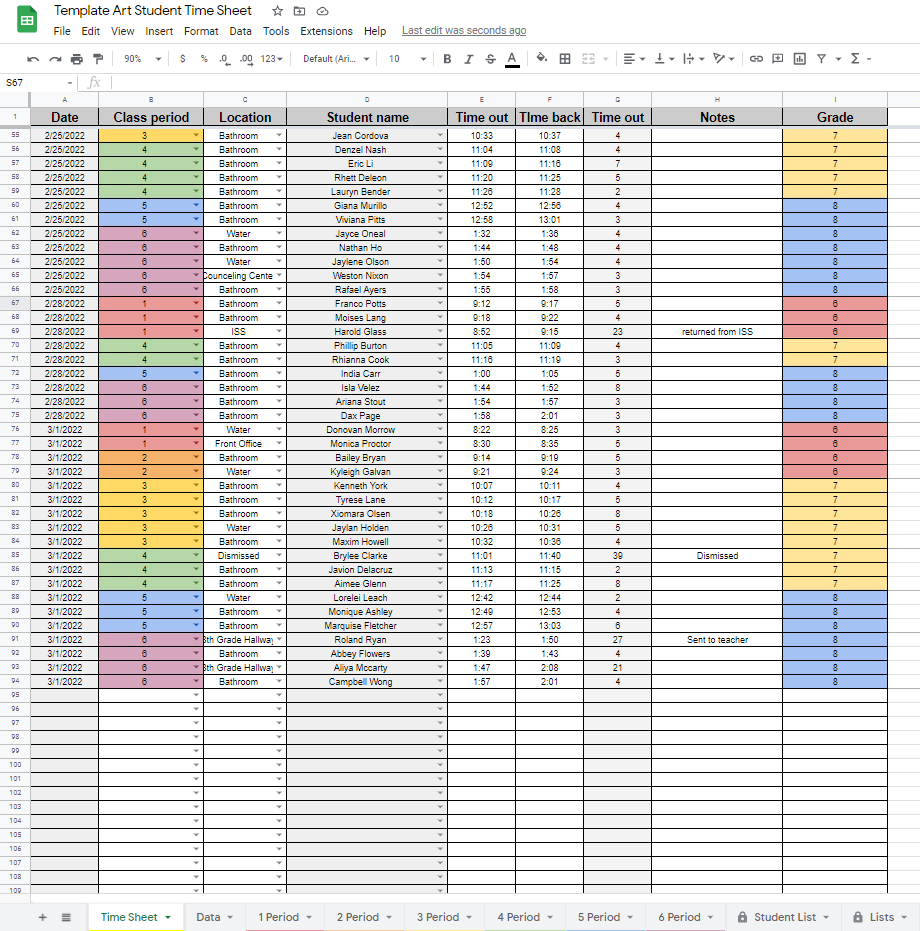 Template Art Student Time Sheet
File Edit View Insert Format Data Tools Extensions Help Last edit was seconds ago
90% $ % .0 .00 123 Default (Ari... 10 B I S A
S67 fx
A B C D E F G H I
1 Date Class period Location Student name Time out TIme back Time out Notes Grade
55 2/25/2022 3 Bathroom Jean Cordova 10:33 10:37 4 7
56 2/25/2022 4 Bathroom Denzel Nash 11:04 11:08 4 7
57 2/25/2022 4 Bathroom Eric Li 11:09 11:16 7 7
58 2/25/2022 4 Bathroom Rhett Deleon 11:20 11:25 5 7
59 2/25/2022 4 Bathroom Lauryn Bender 11:26 11:28 2 7
60 2/25/2022 5 Bathroom Giana Murillo 12:52 12:56 4 8
61 2/25/2022 5 Bathroom Viviana Pitts 12:58 13:01 3 8
62 2/25/2022 6 Water Jayce Oneal 1:32 1:36 4 8
63 2/25/2022 6 Bathroom Nathan Ho 1:44 1:48 4 8
64 2/25/2022 6 Water Jaylene Olson 1:50 1:54 4 8
65 2/25/2022 6 Counceling Cente Weston Nixon 1:54 1:57 3 8
66 2/25/2022 6 Bathroom Rafael Ayers 1:55 1:58 3 8
67 2/28/2022 1 Bathroom Franco Potts 9:12 9:17 5 6
68 2/28/2022 1 Bathroom Moises Lang 9:18 9:22 4 6
69 2/28/2022 1 ISS Harold Glass 8:52 9:15 23 returned from ISS 6
70 2/28/2022 4 Bathroom Phillip Burton 11:05 11:09 4 7
71 2/28/2022 4 Bathroom Rhianna Cook 11:16 11:19 3 7
72 2/28/2022 5 Bathroom India Carr 1:00 1:05 5 8
73 2/28/2022 6 Bathroom Isla Velez 1:44 1:52 8 8
74 2/28/2022 6 Bathroom Ariana Stout 1:54 1:57 3 8
75 2/28/2022 6 Bathroom Dax Page 1:58 2:01 3 8
76 3/1/2022 1 Water Donovan Morrow 8:22 8:25 3 6
77 3/1/2022 1 Front Office Monica Proctor 8:30 8:35 5 6
78 3/1/2022 2 Bathroom Bailey Bryan 9:14 9:19 5 6
79 3/1/2022 2 Water Kyleigh Galvan 9:21 9:24 3 6
80 3/1/2022 3 Bathroom Kenneth York 10:07 10:11 4 7
81 3/1/2022 3 Bathroom Tyrese Lane 10:12 10:17 5 7
82 3/1/2022 3 Bathroom Xiomara Olsen 10:18 10:26 8 7
83 3/1/2022 3 Water Jaylan Holden 10:26 10:31 5 7
84 3/1/2022 3 Bathroom Maxim Howell 10:32 10:36 4 7
85 3/1/2022 4 Dismissed Brylee Clarke 11:01 11:40 39 Dismissed 7
86 3/1/2022 4 Bathroom Javion Delacruz 11:13 11:15 2 7
87 3/1/2022 4 Bathroom Aimee Glenn 11:17 11:25 8 7
88 3/1/2022 5 Water Lorelei Leach 12:42 12:44 2 8
89 3/1/2022 5 Bathroom Monique Ashley 12:49 12:53 4 8
90 3/1/2022 5 Bathroom Marquise Fletcher 12:57 13:03 6 8
91 3/1/2022 6 8th Grade Hallway Roland Ryan 1:23 1:50 27 Sent to teacher 8
92 3/1/2022 6 Bathroom Abbey Flowers 1:39 1:43 4 8
93 3/1/2022 6 8th Grade Hallway Aliya Mccarty 1:47 2:08 21 8
94 3/1/2022 6 Bathroom Campbell Wong 1:57 2:01 4 8
95
96
97
98
99
100
101
102
103
104
105
106
107
108
109
Time Sheet Data 1 Period 2 Period 3 Period 4 Period 5 Period 6 Period Student List Lists